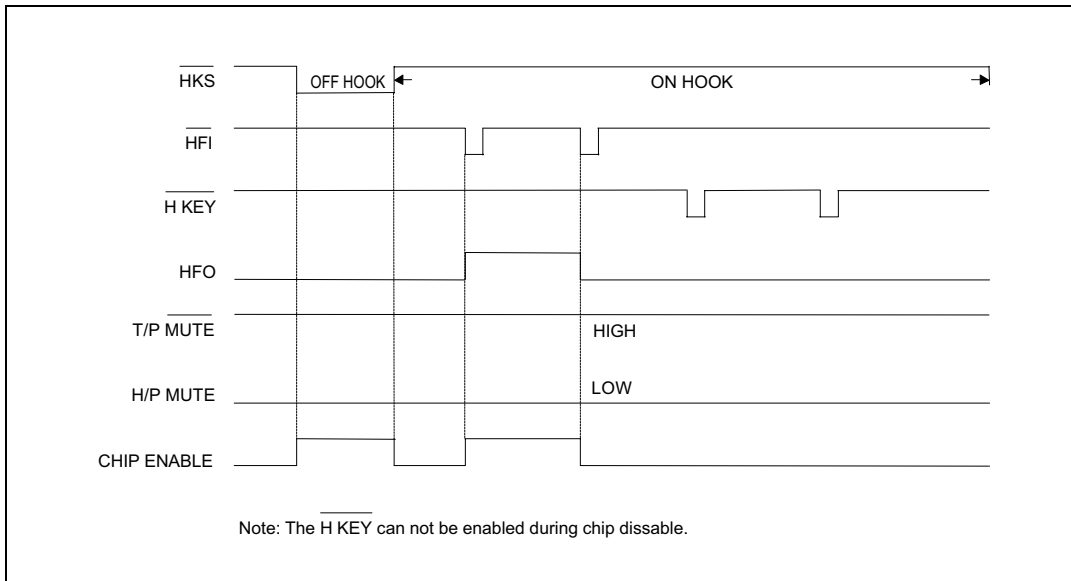 HKS
OFF HOOK
ON HOOK
HFI
H KEY
HFO
T/P MUTE
HIGH
H/P MUTE
LOW
CHIP ENABLE
Note: The H KEY can not be enabled during chip dissable.